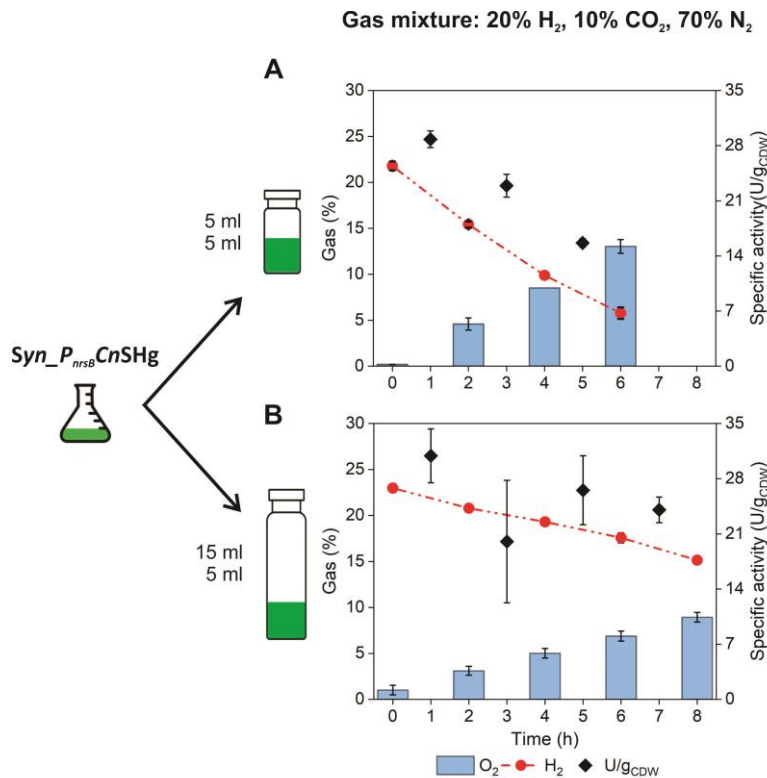 Gas mixture: 20% H₂, 10% CO₂, 70% N₂
A
30
25
20
15
10
5
0
Gas (%)
35
28
21
14
7
0
Specific activity(U/gCDW)
0 1 2 3 4 5 6 7 8
5 ml
5 ml
Syn_PnrsBCnSHg
B
30
25
20
15
10
5
0
Gas (%)
35
28
21
14
7
0
Specific activity (U/gCDW)
0 1 2 3 4 5 6 7 8
Time (h)
15 ml
5 ml
O₂ H₂ U/gCDW